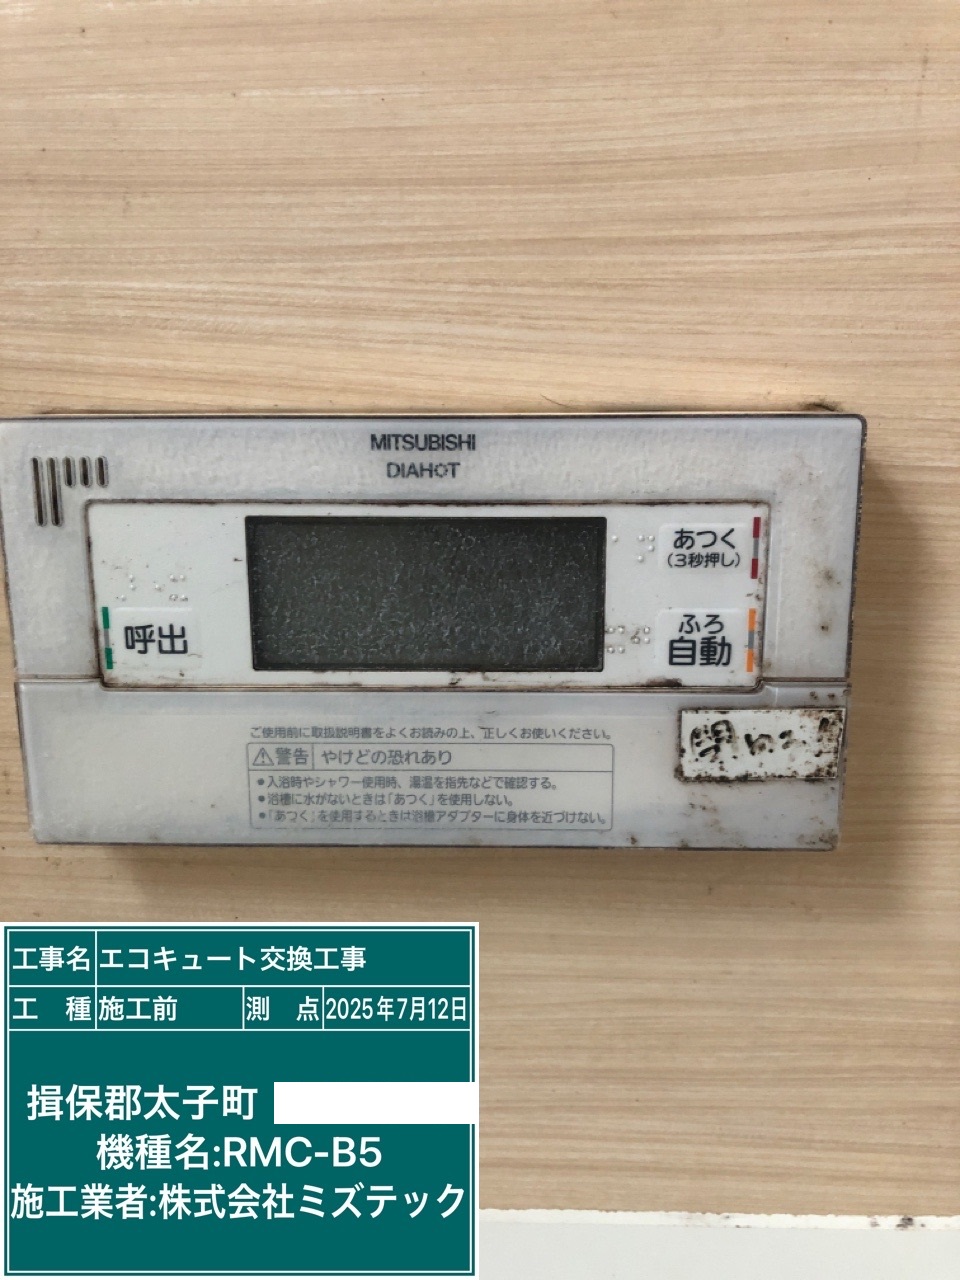 MITSUBISHI
DIAHOT
あつく
(3秒押し)
呼出
ふろ
自動
ご使用前に取扱説明書をよくお読みの上、正しくお使いください。
警告 やけどの恐れあり
●入浴時やシャワー使用時、湯温を指先などで確認する。
●浴槽に水がないときは「あつく」を使用しない。
●「あつく」を使用するときは浴槽アダプターに身体を近づけない。
工事名 エコキュート交換工事
工 種 施工前 測 点 2025年7月12日
揖保郡太子町
機種名:RMC-B5
施工業者:株式会社ミズテック